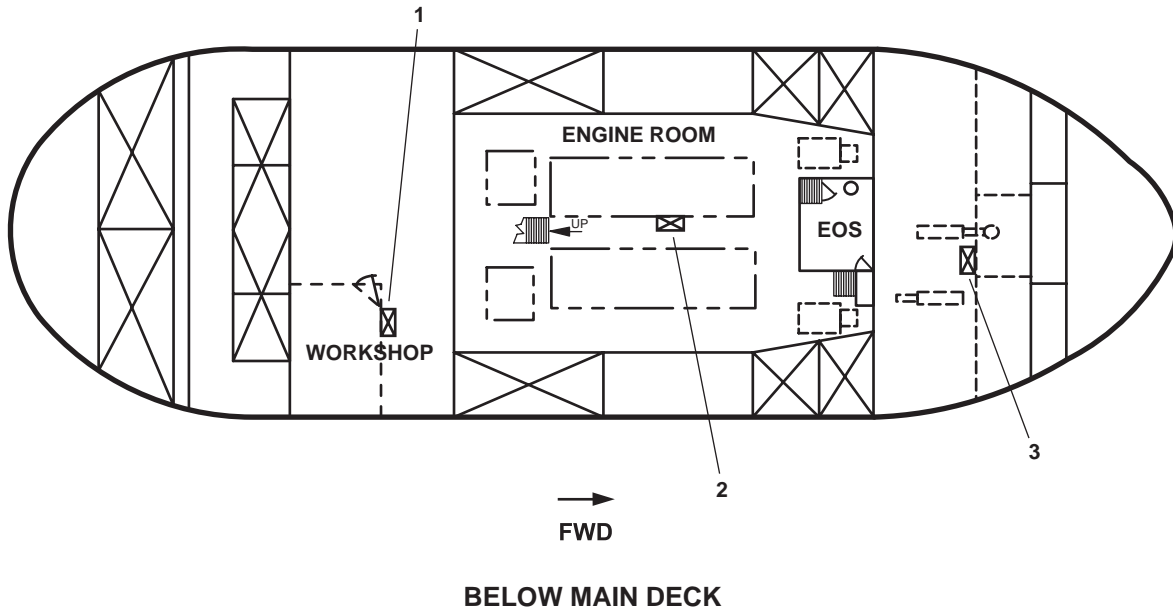 1
ENGINE ROOM
UP
EOS
WORKSHOP
3
2
FWD
BELOW MAIN DECK